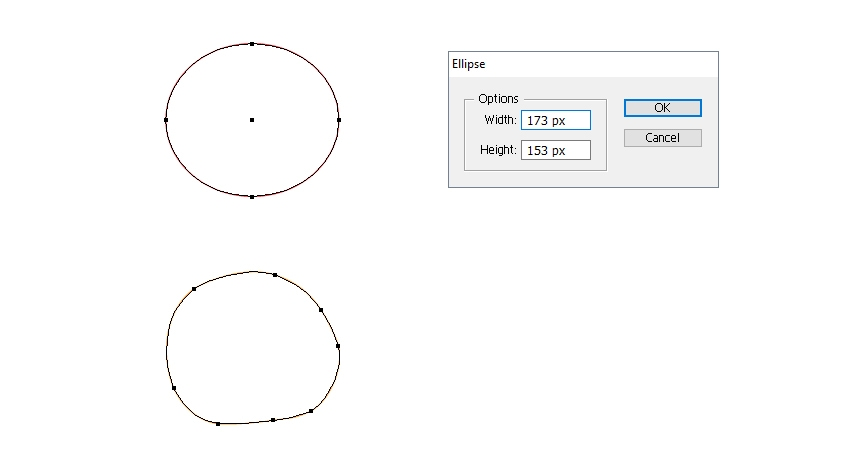 Ellipse
Options
Width: 173 px
Height: 153 px
OK
Cancel